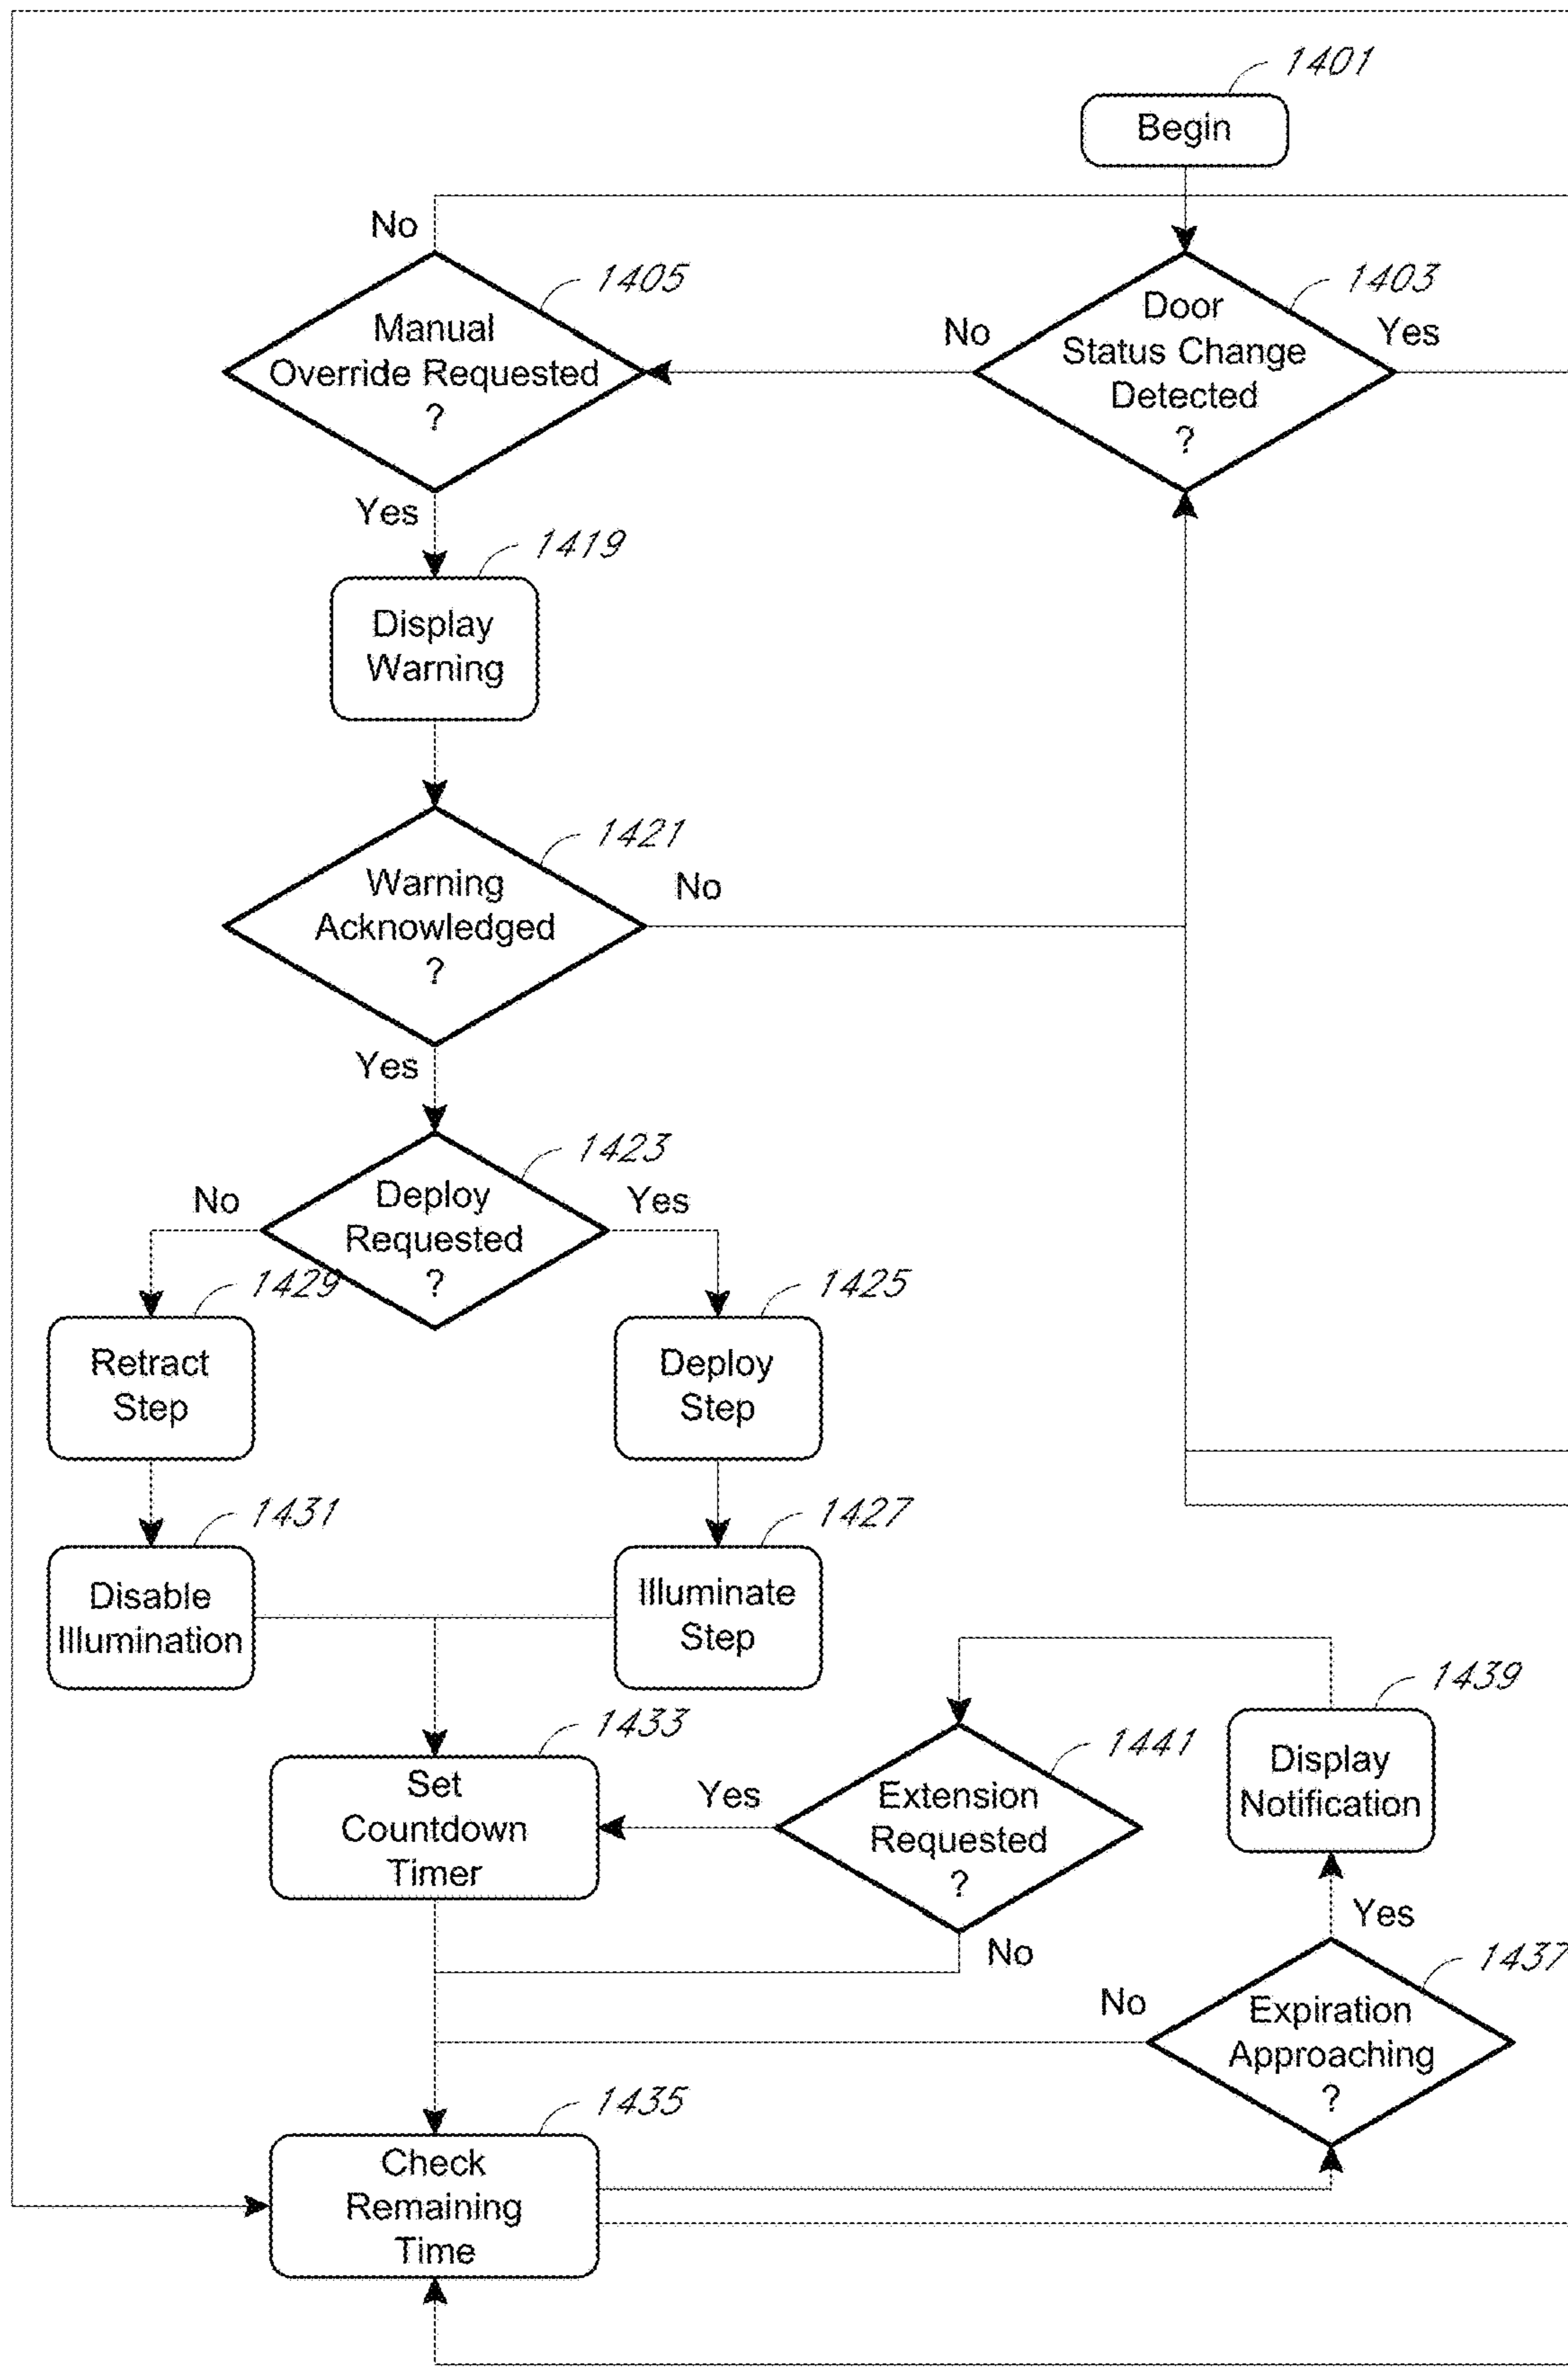 1401
Begin
No
1405
Manual
Override Requested
?
No
1403
Door
Status Change
Detected
?
Yes
Yes
1419
Display
Warning
1421
Warning
Acknowledged
?
No
Yes
1423
Deploy
Requested
?
No
Yes
1429
Retract
Step
1425
Deploy
Step
1431
Disable
Illumination
1427
Illuminate
Step
1433
Set
Countdown
Timer
Yes
1441
Extension
Requested
?
No
1439
Display
Notification
Yes
1437
No
Expiration
Approaching
?
1435
Check
Remaining
Time